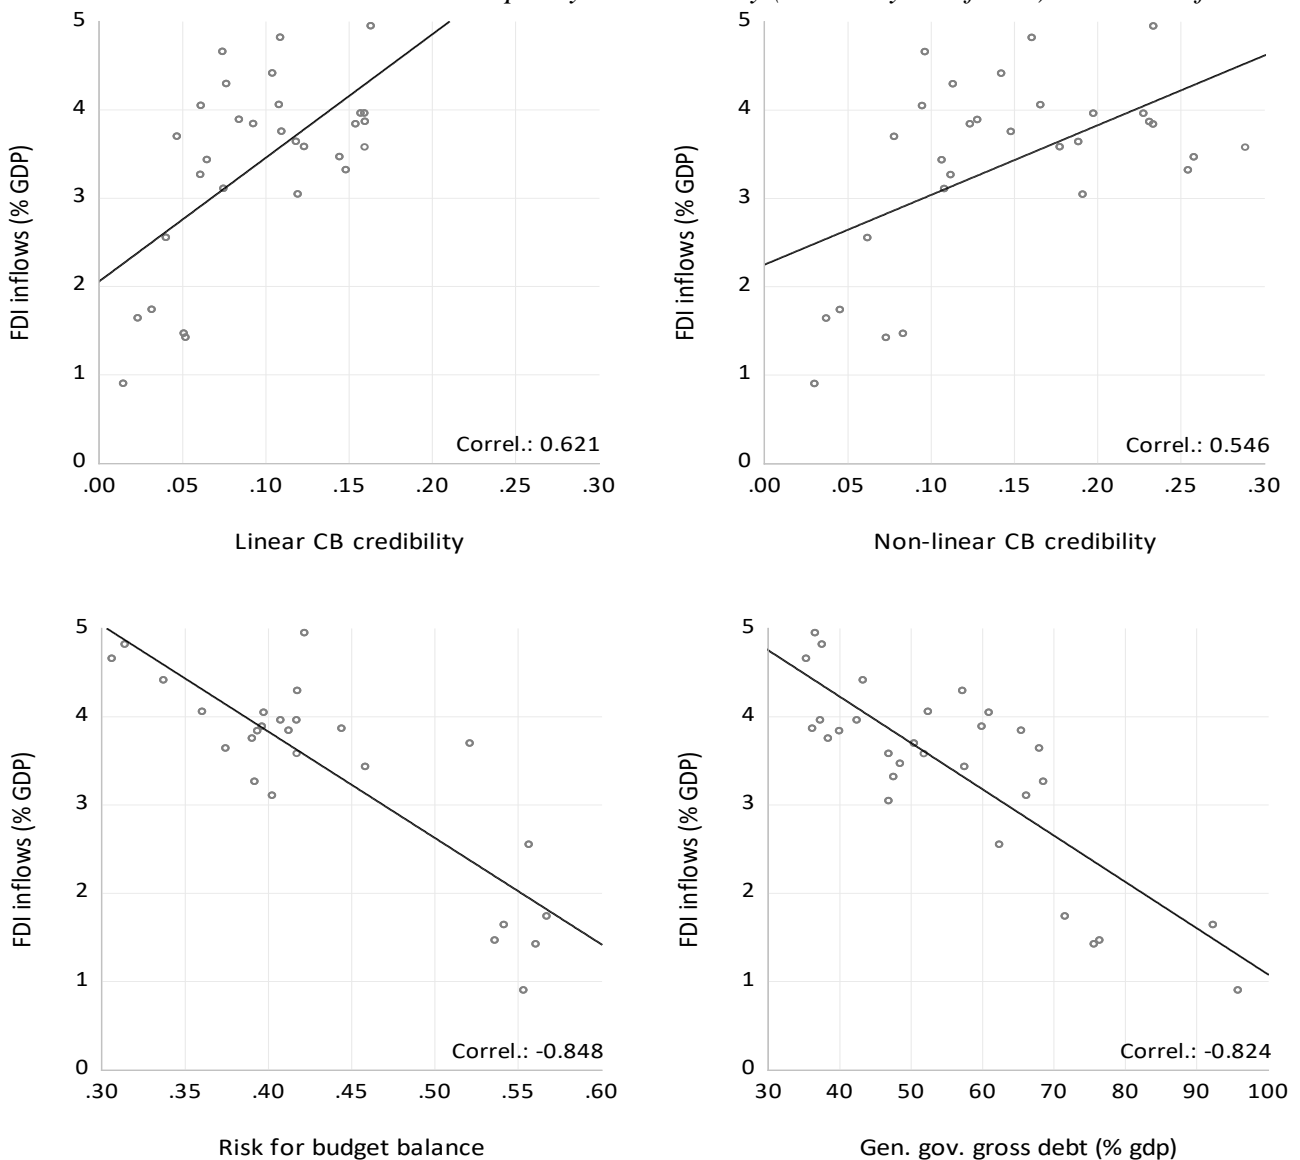 5
4
3
2
1
0
FDI inflows (% GDP)
Correl.: 0.621
.00 .05 .10 .15 .20 .25 .30
Linear CB credibility
5
4
3
2
1
0
FDI inflows (% GDP)
Correl.: 0.546
.00 .05 .10 .15 .20 .25 .30
Non-linear CB credibility
5
4
3
2
1
0
FDI inflows (% GDP)
Correl.: -0.848
.30 .35 .40 .45 .50 .55 .60
Risk for budget balance
5
4
3
2
1
0
FDI inflows (% GDP)
Correl.: -0.824
30 40 50 60 70 80 90 100
Gen. gov. gross debt (% gdp)